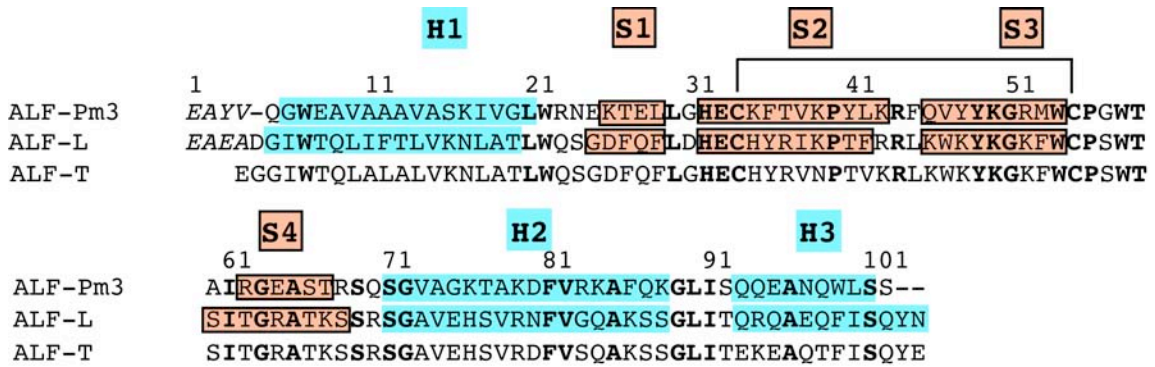 H1 S1 S2 S3
1 11 21 31 41 51
ALF-Pm3 EAYV-QGWEAVAAAVASKIVGLWRNEKTELLGHECKFTVKPYLKRFQVYYKGRMWCPGWT
ALF-L EAEADGIWTQLIFTLVKNLATLWQSGDFQFLDHECHYRIKPTFRRLKWKYKGKFWCPSWT
ALF-T EGGIWTQLALALVKNLATLWQSGDFQFLGHECHYRVNPTVKRLKWKYKGKFWCPSWT
S4 H2 H3
61 71 81 91 101
ALF-Pm3 AIRGEASTRSQSGVAGKTAKDFVRKAFQKGLISQQEANQWLSS--
ALF-L SITGRATKSSRSGAVEHSVRNFVGQAKSSGLITQRQAEQFISQYN
ALF-T SITGRATKSSRSGAVEHSVRDFVSQAKSSGLITEKEAQTFISQYE